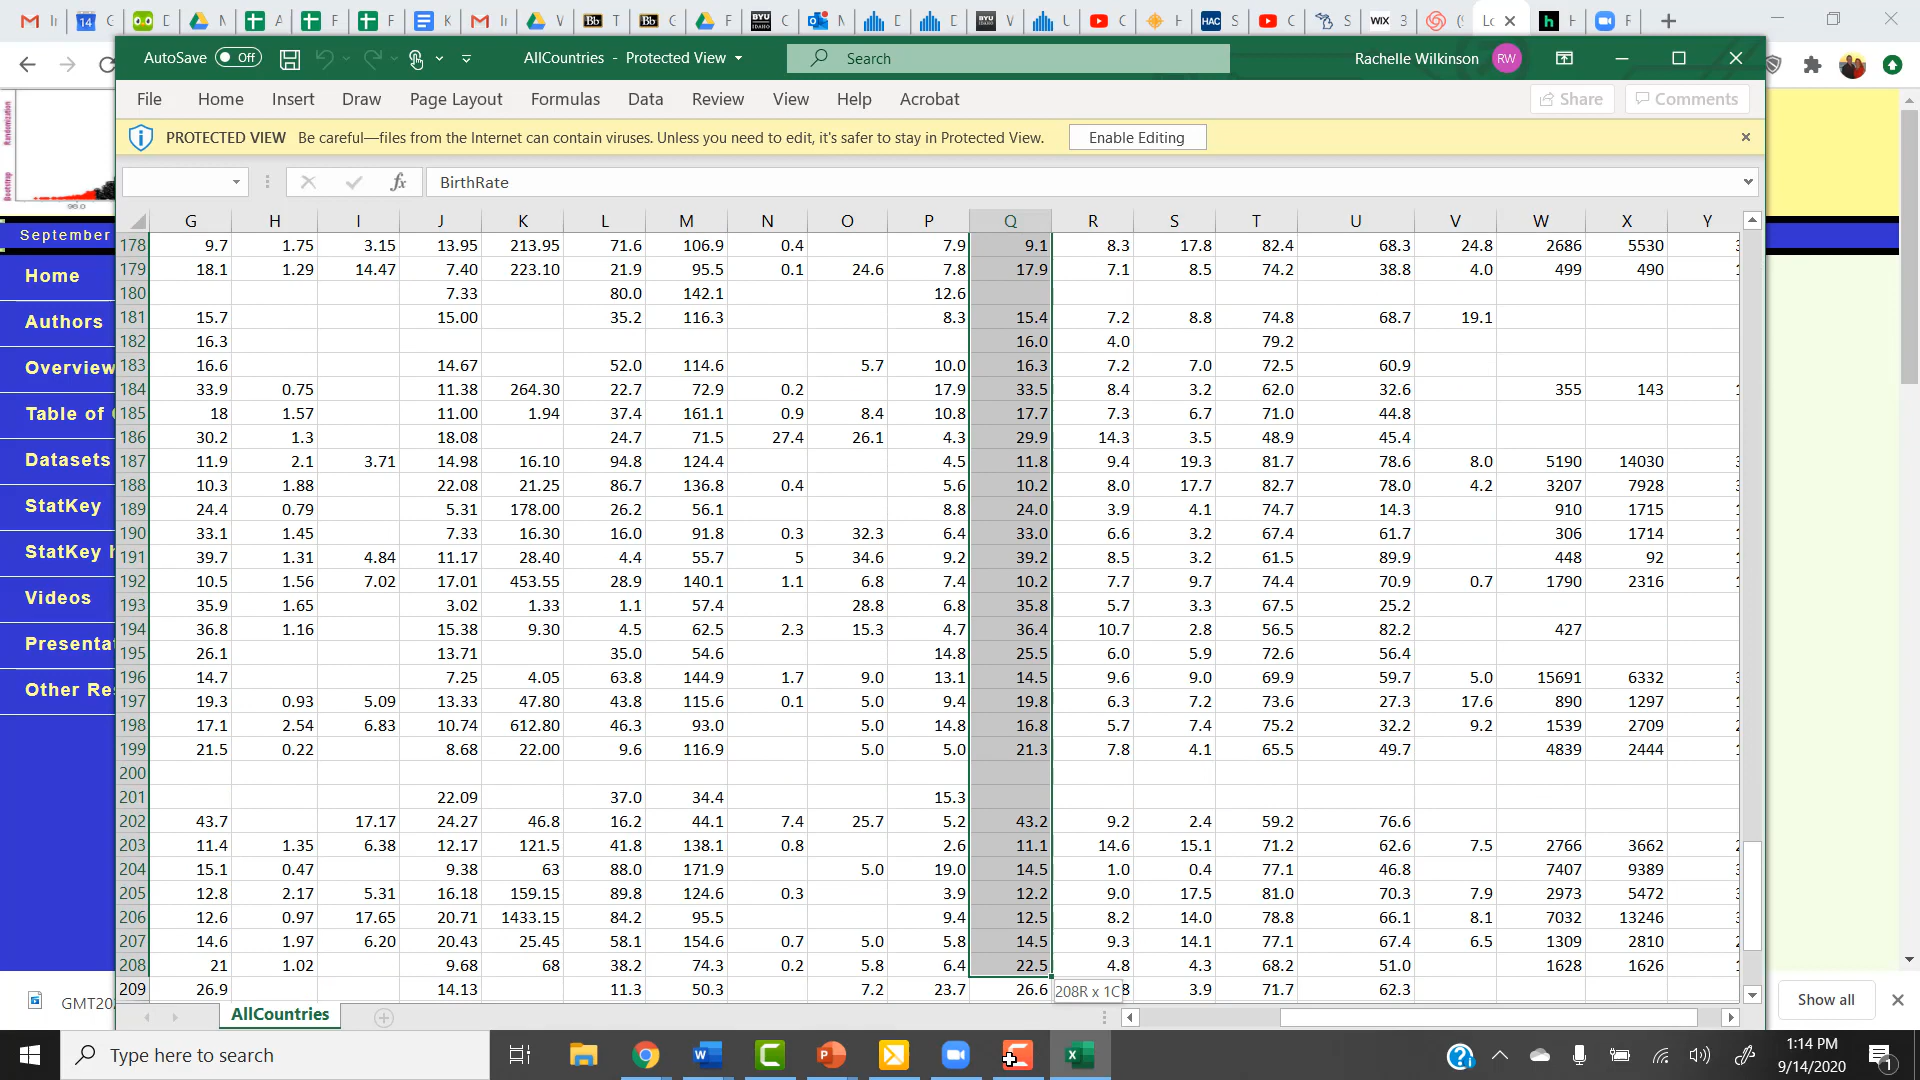 AutoSave Off AllCountries - Protected View Search Rachelle Wilkinson RW
File Home Insert Draw Page Layout Formulas Data Review View Help Acrobat Share Comments
PROTECTED VIEW Be careful—files from the Internet can contain viruses. Unless you need to edit, it's safer to stay in Protected View. Enable Editing
fx BirthRate
G H I J K L M N O P Q R S T U V W X Y
178 9.7 1.75 3.15 13.95 213.95 71.6 106.9 0.4 7.9 9.1 8.3 17.8 82.4 68.3 24.8 2686 5530
179 18.1 1.29 14.47 7.40 223.10 21.9 95.5 0.1 24.6 7.8 17.9 7.1 8.5 74.2 38.8 4.0 499 490
180 7.33 80.0 142.1 12.6
181 15.7 15.00 35.2 116.3 8.3 15.4 7.2 8.8 74.8 68.7 19.1
182 16.3 16.0 4.0 79.2
183 16.6 14.67 52.0 114.6 5.7 10.0 16.3 7.2 7.0 72.5 60.9
184 33.9 0.75 11.38 264.30 22.7 72.9 0.2 17.9 33.5 8.4 3.2 62.0 32.6 355 143
185 18 1.57 11.00 1.94 37.4 161.1 0.9 8.4 10.8 17.7 7.3 6.7 71.0 44.8
186 30.2 1.3 18.08 24.7 71.5 27.4 26.1 4.3 29.9 14.3 3.5 48.9 45.4
187 11.9 2.1 3.71 14.98 16.10 94.8 124.4 4.5 11.8 9.4 19.3 81.7 78.6 8.0 5190 14030
188 10.3 1.88 22.08 21.25 86.7 136.8 0.4 5.6 10.2 8.0 17.7 82.7 78.0 4.2 3207 7928
189 24.4 0.79 5.31 178.00 26.2 56.1 8.8 24.0 3.9 4.1 74.7 14.3 910 1715
190 33.1 1.45 7.33 16.30 16.0 91.8 0.3 32.3 6.4 33.0 6.6 3.2 67.4 61.7 306 1714
191 39.7 1.31 4.84 11.17 28.40 4.4 55.7 5 34.6 9.2 39.2 8.5 3.2 61.5 89.9 448 92
192 10.5 1.56 7.02 17.01 453.55 28.9 140.1 1.1 6.8 7.4 10.2 7.7 9.7 74.4 70.9 0.7 1790 2316
193 35.9 1.65 3.02 1.33 1.1 57.4 28.8 6.8 35.8 5.7 3.3 67.5 25.2
194 36.8 1.16 15.38 9.30 4.5 62.5 2.3 15.3 4.7 36.4 10.7 2.8 56.5 82.2 427
195 26.1 13.71 35.0 54.6 14.8 25.5 6.0 5.9 72.6 56.4
196 14.7 7.25 4.05 63.8 144.9 1.7 9.0 13.1 14.5 9.6 9.0 69.9 59.7 5.0 15691 6332
197 19.3 0.93 5.09 13.33 47.80 43.8 115.6 0.1 5.0 9.4 19.8 6.3 7.2 73.6 27.3 17.6 890 1297
198 17.1 2.54 6.83 10.74 612.80 46.3 93.0 5.0 14.8 16.8 5.7 7.4 75.2 32.2 9.2 1539 2709
199 21.5 0.22 8.68 22.00 9.6 116.9 5.0 5.0 21.3 7.8 4.1 65.5 49.7 4839 2444
200
201 22.09 37.0 34.4 15.3
202 43.7 17.17 24.27 46.8 16.2 44.1 7.4 25.7 5.2 43.2 9.2 2.4 59.2 76.6
203 11.4 1.35 6.38 12.17 121.5 41.8 138.1 0.8 2.6 11.1 14.6 15.1 71.2 62.6 7.5 2766 3662
204 15.1 0.47 9.38 63 88.0 171.9 5.0 19.0 14.5 1.0 0.4 77.1 46.8 7407 9389
205 12.8 2.17 5.31 16.18 159.15 89.8 124.6 0.3 3.9 12.2 9.0 17.5 81.0 70.3 7.9 2973 5472
206 12.6 0.97 17.65 20.71 1433.15 84.2 95.5 9.4 12.5 8.2 14.0 78.8 66.1 8.1 7032 13246
207 14.6 1.97 6.20 20.43 25.45 58.1 154.6 0.7 5.0 5.8 14.5 9.3 14.1 77.1 67.4 6.5 1309 2810
208 21 1.02 9.68 68 38.2 74.3 0.2 5.8 6.4 22.5 4.8 4.3 68.2 51.0 1628 1626
209 26.9 14.13 11.3 50.3 7.2 23.7 26.6 3.9 71.7 62.3
208R x 1C
AllCountries
Randomization
Bootstrap
September
Home
Authors
Overview
Table of
Datasets
StatKey
StatKey
Videos
Presenta
Other Re
GMT20 Show all
Type here to search
1:14 PM
9/14/2020
1